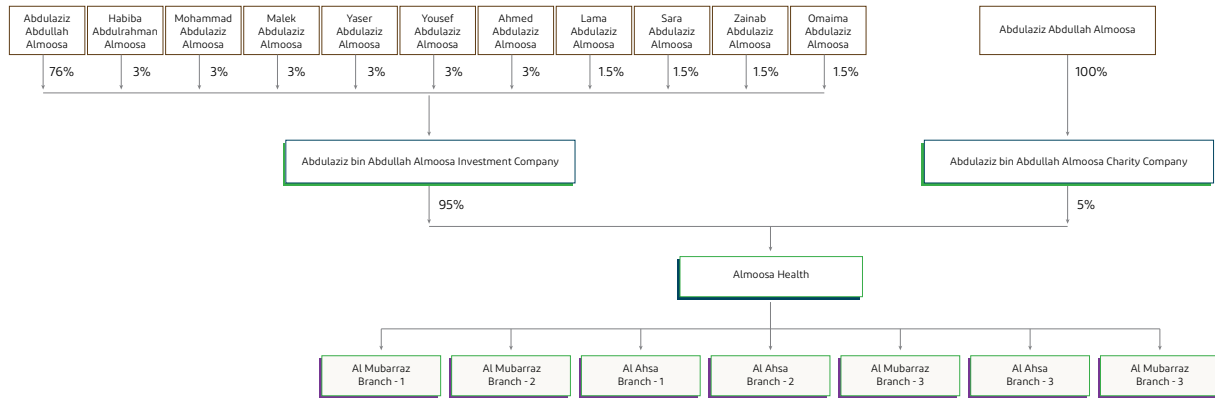 Abdulaziz
Abdullah
Almoosa
Habiba
Abdulrahman
Almoosa
Mohammad
Abdulaziz
Almoosa
Malek
Abdulaziz
Almoosa
Yaser
Abdulaziz
Almoosa
Yousef
Abdulaziz
Almoosa
Ahmed
Abdulaziz
Almoosa
Lama
Abdulaziz
Almoosa
Sara
Abdulaziz
Almoosa
Zainab
Abdulaziz
Almoosa
Omaima
Abdulaziz
Almoosa
Abdulaziz Abdullah Almoosa
76%
3%
3%
3%
3%
3%
3%
1.5%
1.5%
1.5%
1.5%
100%
Abdulaziz bin Abdullah Almoosa Investment Company
Abdulaziz bin Abdullah Almoosa Charity Company
95%
5%
Almoosa Health
Al Mubarraz
Branch - 1
Al Mubarraz
Branch - 2
Al Ahsa
Branch - 1
Al Ahsa
Branch - 2
Al Mubarraz
Branch - 3
Al Ahsa
Branch - 3
Al Mubarraz
Branch - 3